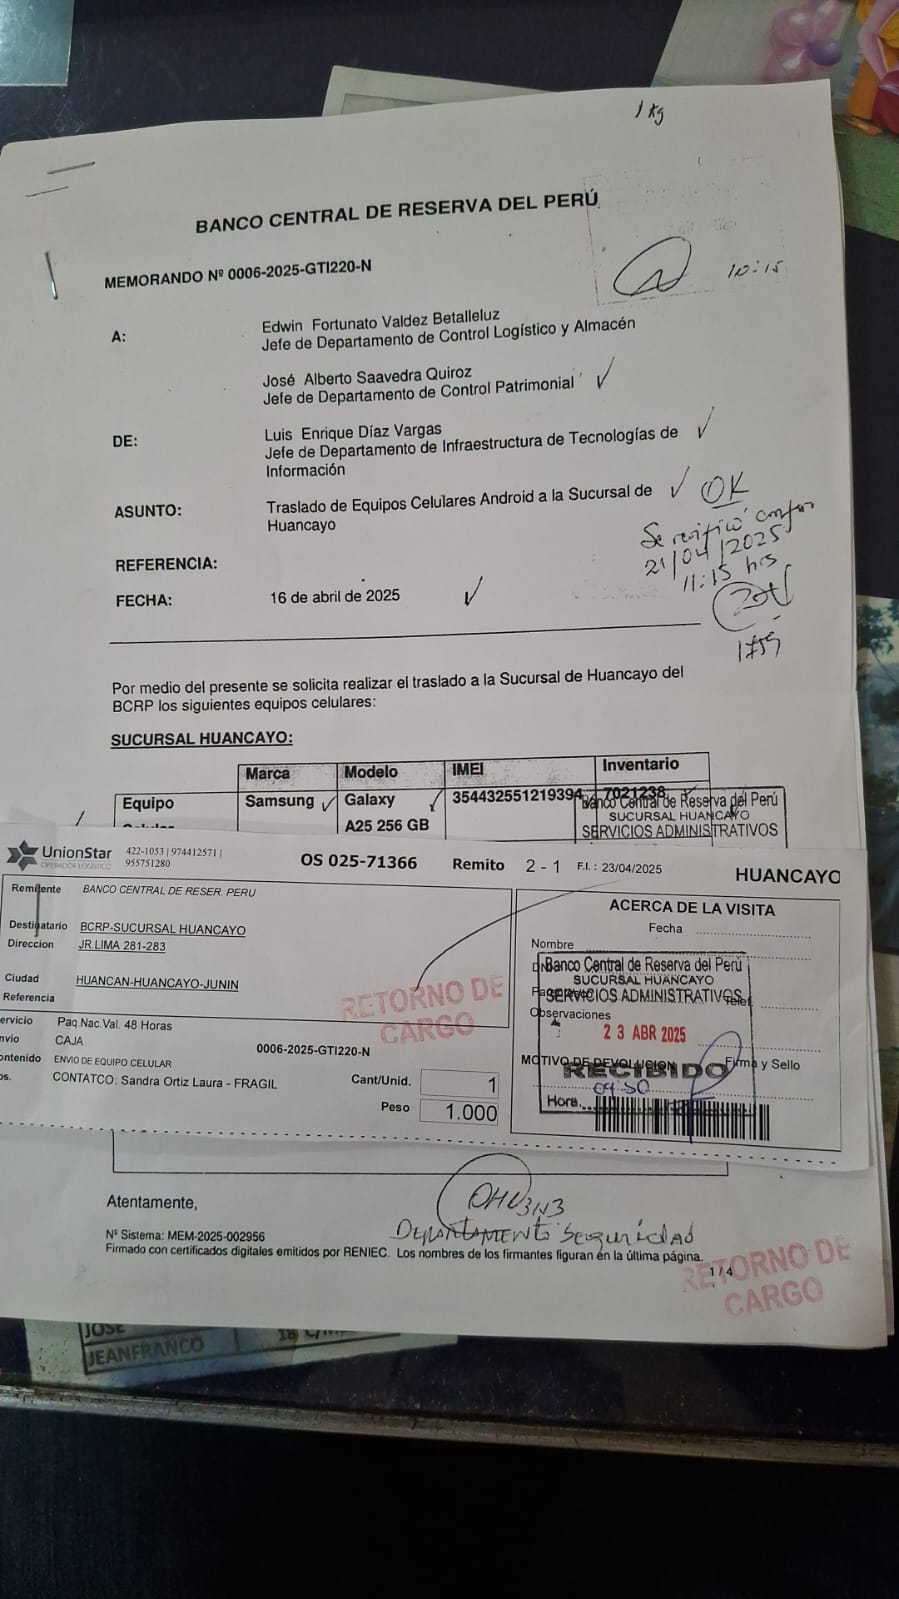 1 kg
BANCO CENTRAL DE RESERVA DEL PERÚ
MEMORANDO Nº 0006-2025-GTI220-N
10:15
A:
Edwin Fortunato Valdez Betalleluz
Jefe de Departamento de Control Logístico y Almacén
José Alberto Saavedra Quiroz
Jefe de Departamento de Control Patrimonial
DE:
Luis Enrique Díaz Vargas
Jefe de Departamento de Infraestructura de Tecnologías de
Información
ASUNTO:
Traslado de Equipos Celulares Android a la Sucursal de
Huancayo
OK
Se verificó
21/04/2025
11:15 hrs
REFERENCIA:
FECHA:
16 de abril de 2025
Por medio del presente se solicita realizar el traslado a la Sucursal de Huancayo del
BCRP los siguientes equipos celulares:
SUCURSAL HUANCAYO:
Marca Modelo IMEI Inventario
Equipo Samsung Galaxy 354432551219394 7021238
A25 256 GB
Banco Central de Reserva del Perú
SUCURSAL HUANCAYO
SERVICIOS ADMINISTRATIVOS
UnionStar
OPERADOR LOGÍSTICO
422-1053 | 974412571 |
955751280
OS 025-71366 Remito 2 - 1 F.I. : 23/04/2025 HUANCAYO
Remitente BANCO CENTRAL DE RESER. PERU
Destinatario BCRP-SUCURSAL HUANCAYO
Direccion JR.LIMA 281-283
Ciudad HUANCAN-HUANCAYO-JUNIN
Referencia
ervicio Paq.Nac.Val. 48 Horas
nvío CAJA 0006-2025-GTI220-N
ontenido ENVIO DE EQUIPO CELULAR
os. CONTATCO: Sandra Ortiz Laura - FRAGIL
Cant/Unid. 1
Peso 1.000
RETORNO DE
CARGO
ACERCA DE LA VISITA
Fecha
Nombre
Banco Central de Reserva del Perú
SUCURSAL HUANCAYO
SERVICIOS ADMINISTRATIVOS
Observaciones
23 ABR 2025
MOTIVO DE DEVOLUCION Firma y Sello
RECIBIDO
09:50
Hora.
Atentamente,
Nº Sistema: MEM-2025-002956
DEPARTAMENTO SEGURIDAD
Firmado con certificados digitales emitidos por RENIEC. Los nombres de los firmantes figuran en la última página.
1 / 4
RETORNO DE
CARGO
JOSE
JEANFRANCO
18